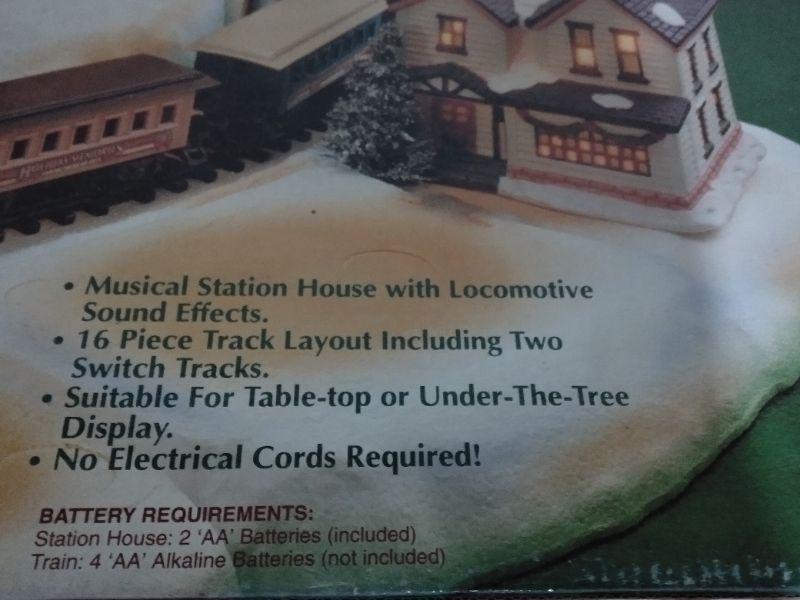 HOLIDAY MEMORIES
• Musical Station House with Locomotive
Sound Effects.
• 16 Piece Track Layout Including Two
Switch Tracks.
• Suitable For Table-top or Under-The-Tree
Display.
• No Electrical Cords Required!
BATTERY REQUIREMENTS:
Station House: 2 'AA' Batteries (included)
Train: 4 'AA' Alkaline Batteries (not included)